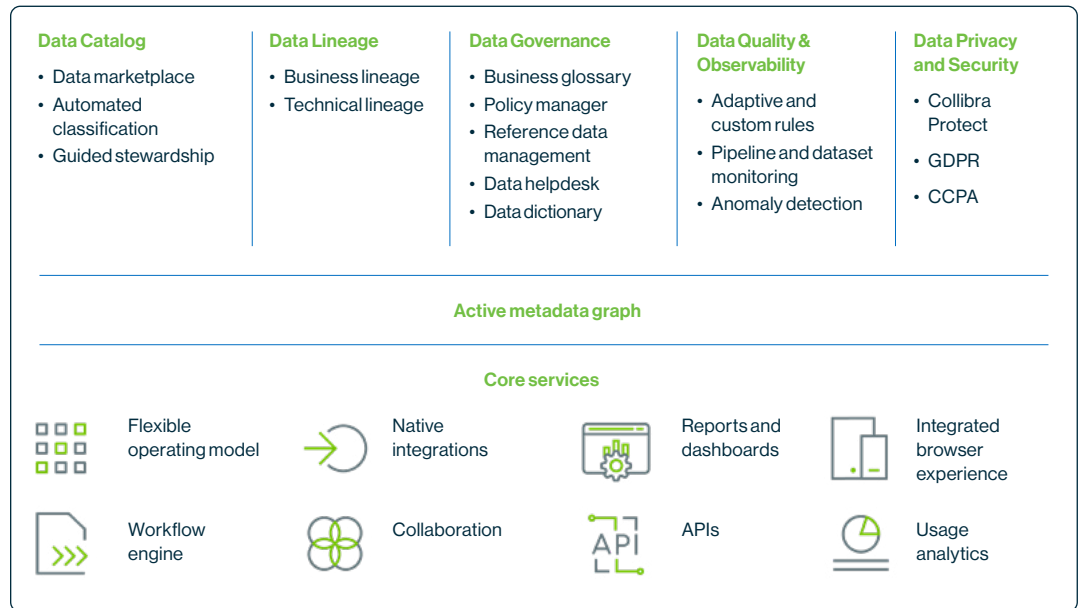 Data Catalog
• Data marketplace
• Automated
classification
• Guided stewardship
Data Lineage
• Business lineage
• Technical lineage
Data Governance
• Business glossary
• Policy manager
• Reference data
management
• Data helpdesk
• Data dictionary
Data Quality &
Observability
• Adaptive and
custom rules
• Pipeline and dataset
monitoring
• Anomaly detection
Data Privacy
and Security
• Collibra
Protect
• GDPR
• CCPA
Active metadata graph
Core services
Flexible
operating model
Native
integrations
Reports and
dashboards
Integrated
browser
experience
Workflow
engine
Collaboration
API
APIs
Usage
analytics